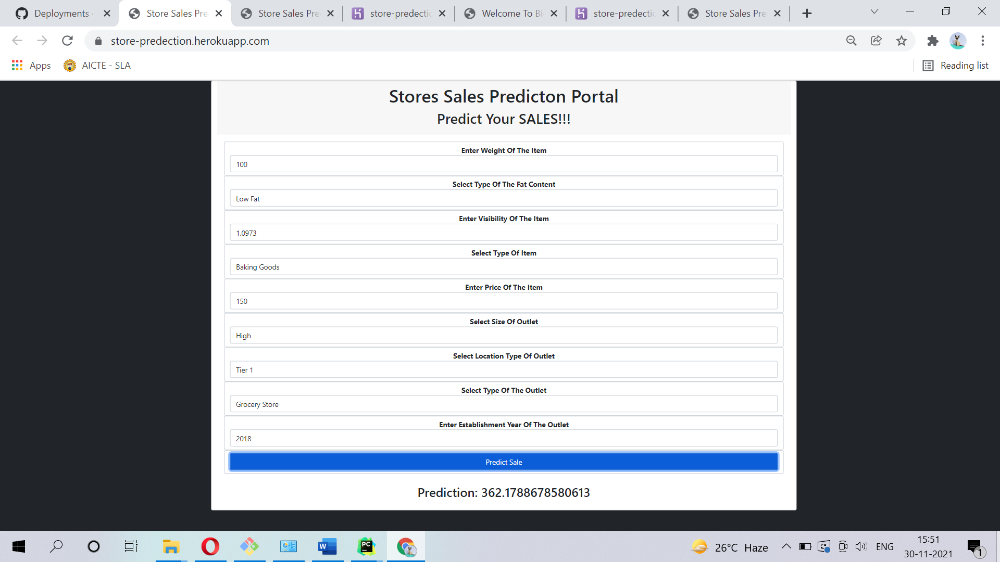 Deployments ·
Store Sales Pre
Store Sales Pre
store-predectic
Welcome To Bi
store-predectic
Store Sales Pre
store-predection.herokuapp.com
Apps
AICTE - SLA
Reading list
Stores Sales Predicton Portal
Predict Your SALES!!!
Enter Weight Of The Item
100
Select Type Of The Fat Content
Low Fat
Enter Visibility Of The Item
1.0973
Select Type Of Item
Baking Goods
Enter Price Of The Item
150
Select Size Of Outlet
High
Select Location Type Of Outlet
Tier 1
Select Type Of The Outlet
Grocery Store
Enter Establishment Year Of The Outlet
2018
Predict Sale
Prediction: 362.1788678580613
W
PC
26°C Haze
ENG
15:51
30-11-2021
1